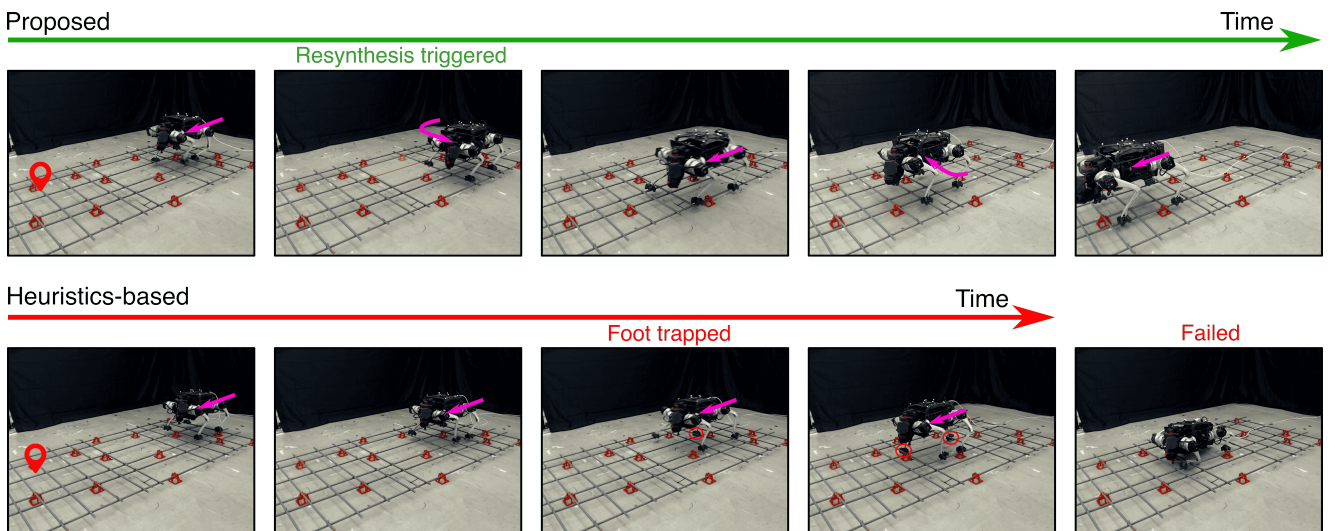 Proposed
Time
Resynthesis triggered
Heuristics-based
Time
Foot trapped
Failed